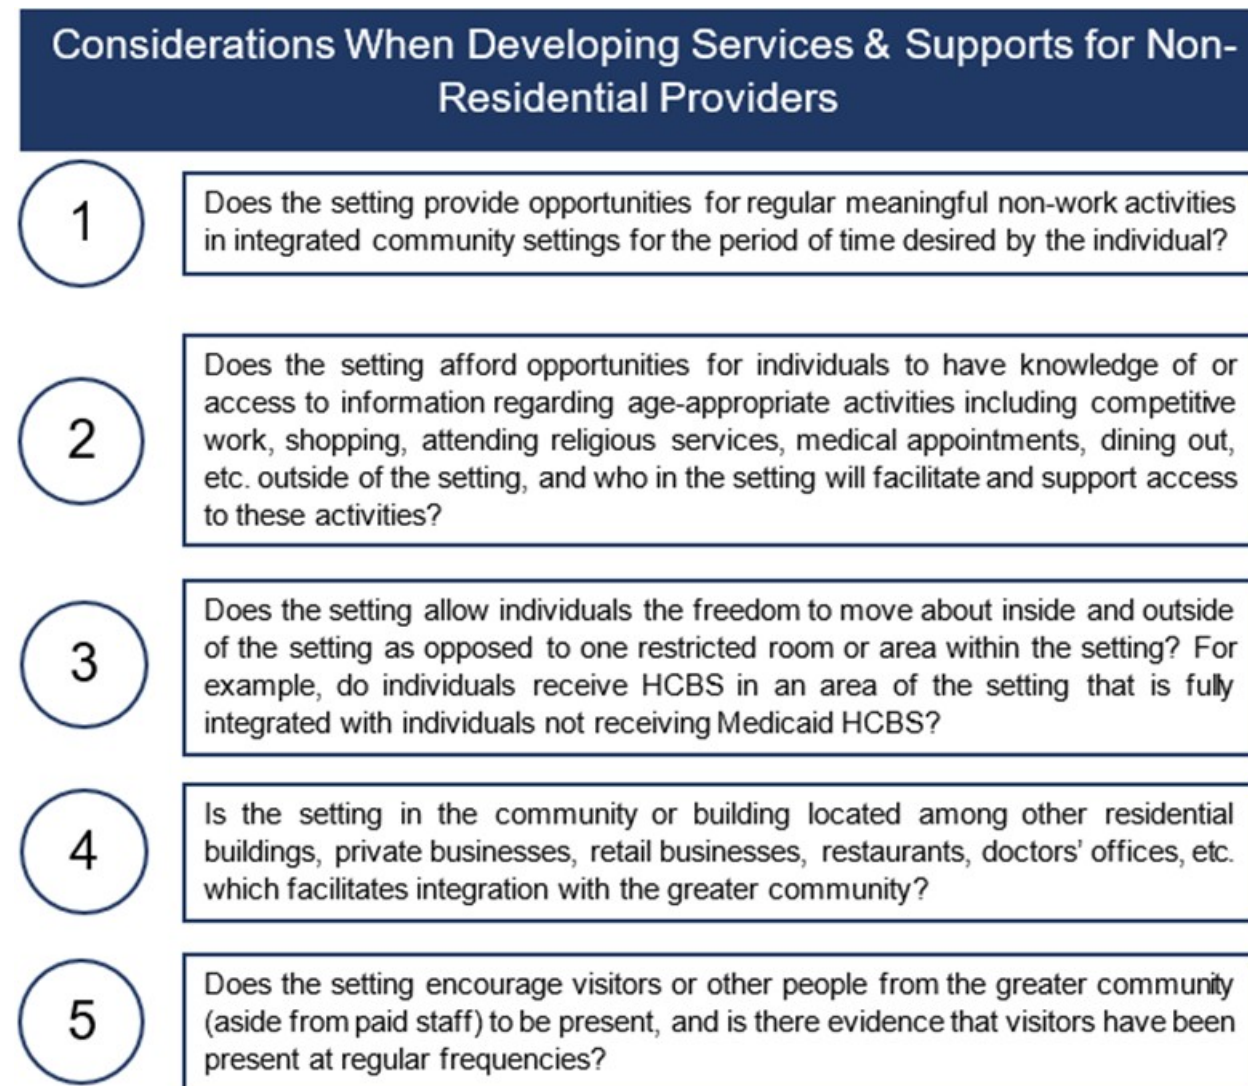 Considerations When Developing Services & Supports for Non-
Residential Providers
1
Does the setting provide opportunities for regular meaningful non-work activities
in integrated community settings for the period of time desired by the individual?
2
Does the setting afford opportunities for individuals to have knowledge of or
access to information regarding age-appropriate activities including competitive
work, shopping, attending religious services, medical appointments, dining out,
etc. outside of the setting, and who in the setting will facilitate and support access
to these activities?
3
Does the setting allow individuals the freedom to move about inside and outside
of the setting as opposed to one restricted room or area within the setting? For
example, do individuals receive HCBS in an area of the setting that is fully
integrated with individuals not receiving Medicaid HCBS?
4
Is the setting in the community or building located among other residential
buildings, private businesses, retail businesses, restaurants, doctors' offices, etc.
which facilitates integration with the greater community?
5
Does the setting encourage visitors or other people from the greater community
(aside from paid staff) to be present, and is there evidence that visitors have been
present at regular frequencies?